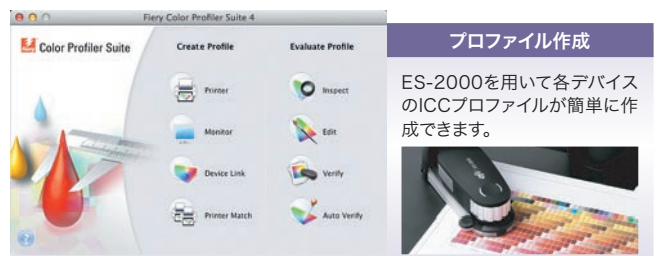 Fiery Color Profiler Suite 4
Color Profiler Suite
Create Profile
Evaluate Profile
Printer
Inspect
Monitor
Edit
Device Link
Verify
Printer Match
Auto Verify
プロファイル作成
ES-2000を用いて各デバイス
のICCプロファイルが簡単に作
成できます。